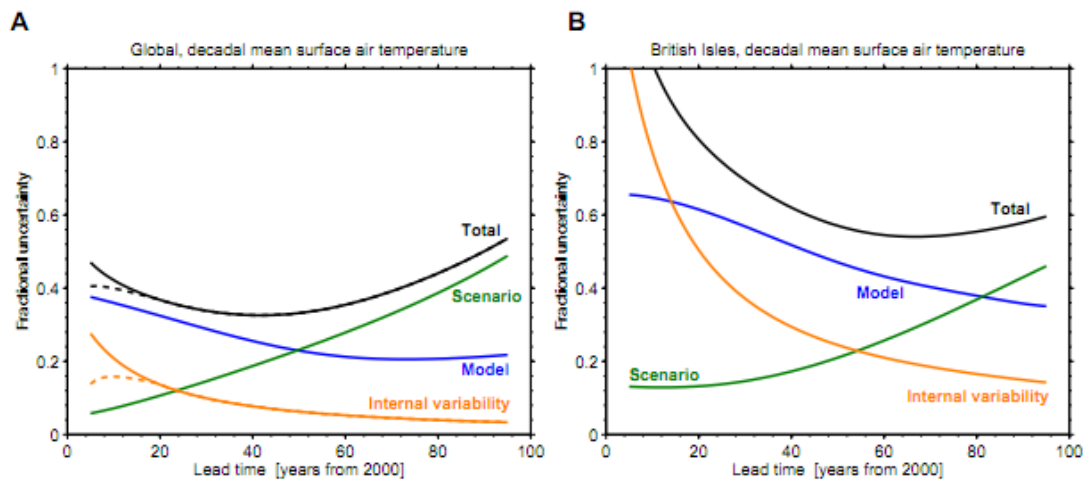 A
Global, decadal mean surface air temperature
Fractional uncertainty
1
0.8
0.6
0.4
0.2
0
Total
Scenario
Model
Internal variability
0 20 40 60 80 100
Lead time [years from 2000]
B
British Isles, decadal mean surface air temperature
Fractional uncertainty
1
0.8
0.6
0.4
0.2
0
Total
Model
Scenario
Internal variability
0 20 40 60 80 100
Lead time [years from 2000]